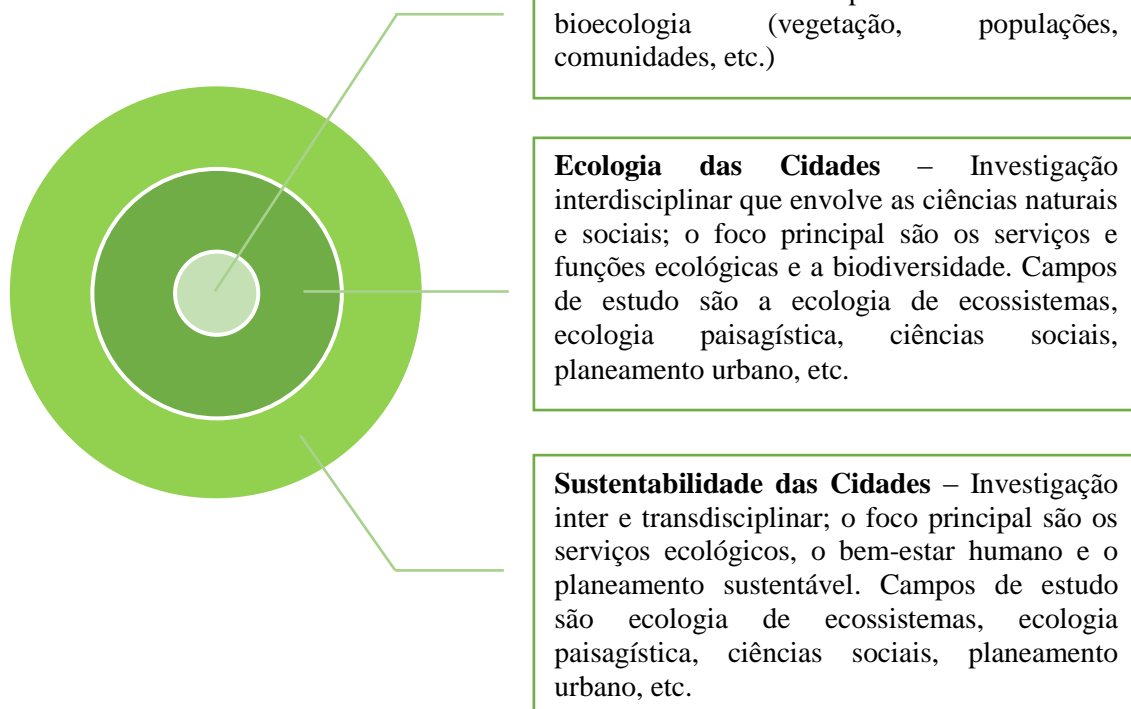 bioecologia (vegetação, populações,
comunidades, etc.)
Ecologia das Cidades – Investigação
interdisciplinar que envolve as ciências naturais
e sociais; o foco principal são os serviços e
funções ecológicas e a biodiversidade. Campos
de estudo são a ecologia de ecossistemas,
ecologia paisagística, ciências sociais,
planeamento urbano, etc.
Sustentabilidade das Cidades – Investigação
inter e transdisciplinar; o foco principal são os
serviços ecológicos, o bem-estar humano e o
planeamento sustentável. Campos de estudo
são ecologia de ecossistemas, ecologia
paisagística, ciências sociais, planeamento
urbano, etc.